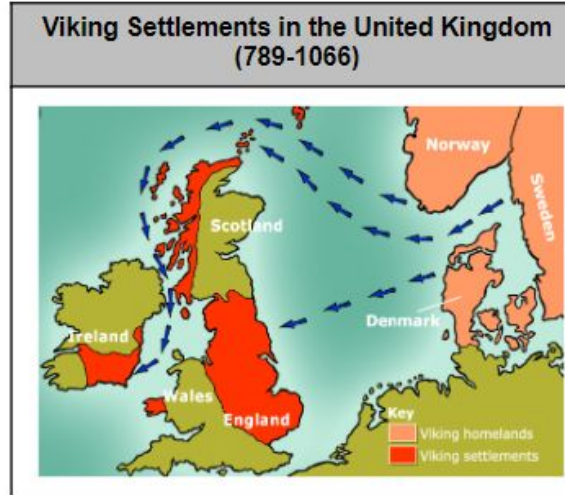 Viking Settlements in the United Kingdom
(789-1066)
Norway
Sweden
Scotland
Denmark
Ireland
Wales
England
Key
Viking homelands
Viking settlements